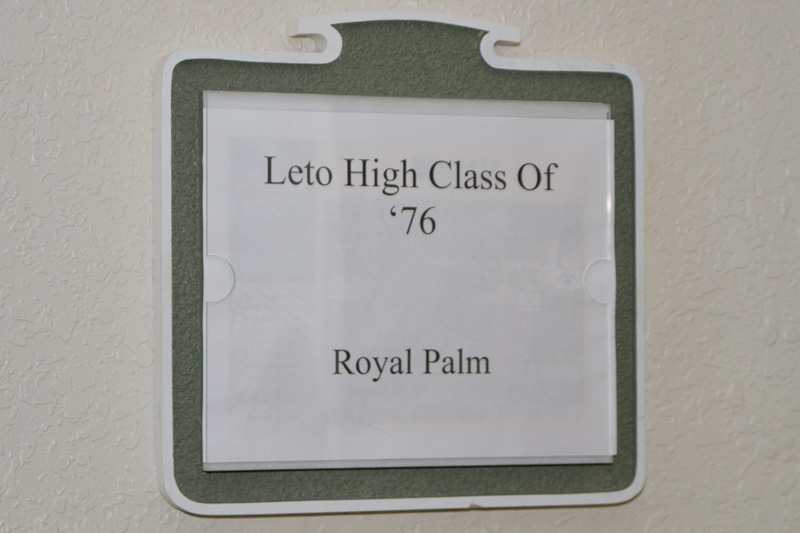 Leto High Class Of
‘76
Royal Palm